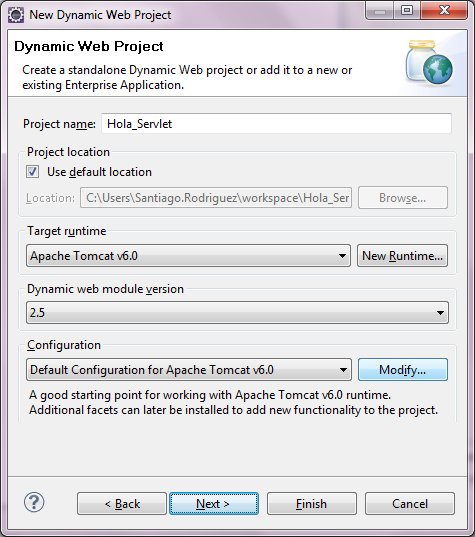 New Dynamic Web Project
Dynamic Web Project
Create a standalone Dynamic Web project or add it to a new or
existing Enterprise Application.
Project name: Hola_Servlet
Project location
Use default location
Location: C:\Users\Santiago.Rodriguez\workspace\Hola_Ser Browse...
Target runtime
Apache Tomcat v6.0 New Runtime...
Dynamic web module version
2.5
Configuration
Default Configuration for Apache Tomcat v6.0 Modify...
A good starting point for working with Apache Tomcat v6.0 runtime.
Additional facets can later be installed to add new functionality to the project.
? < Back Next > Finish Cancel